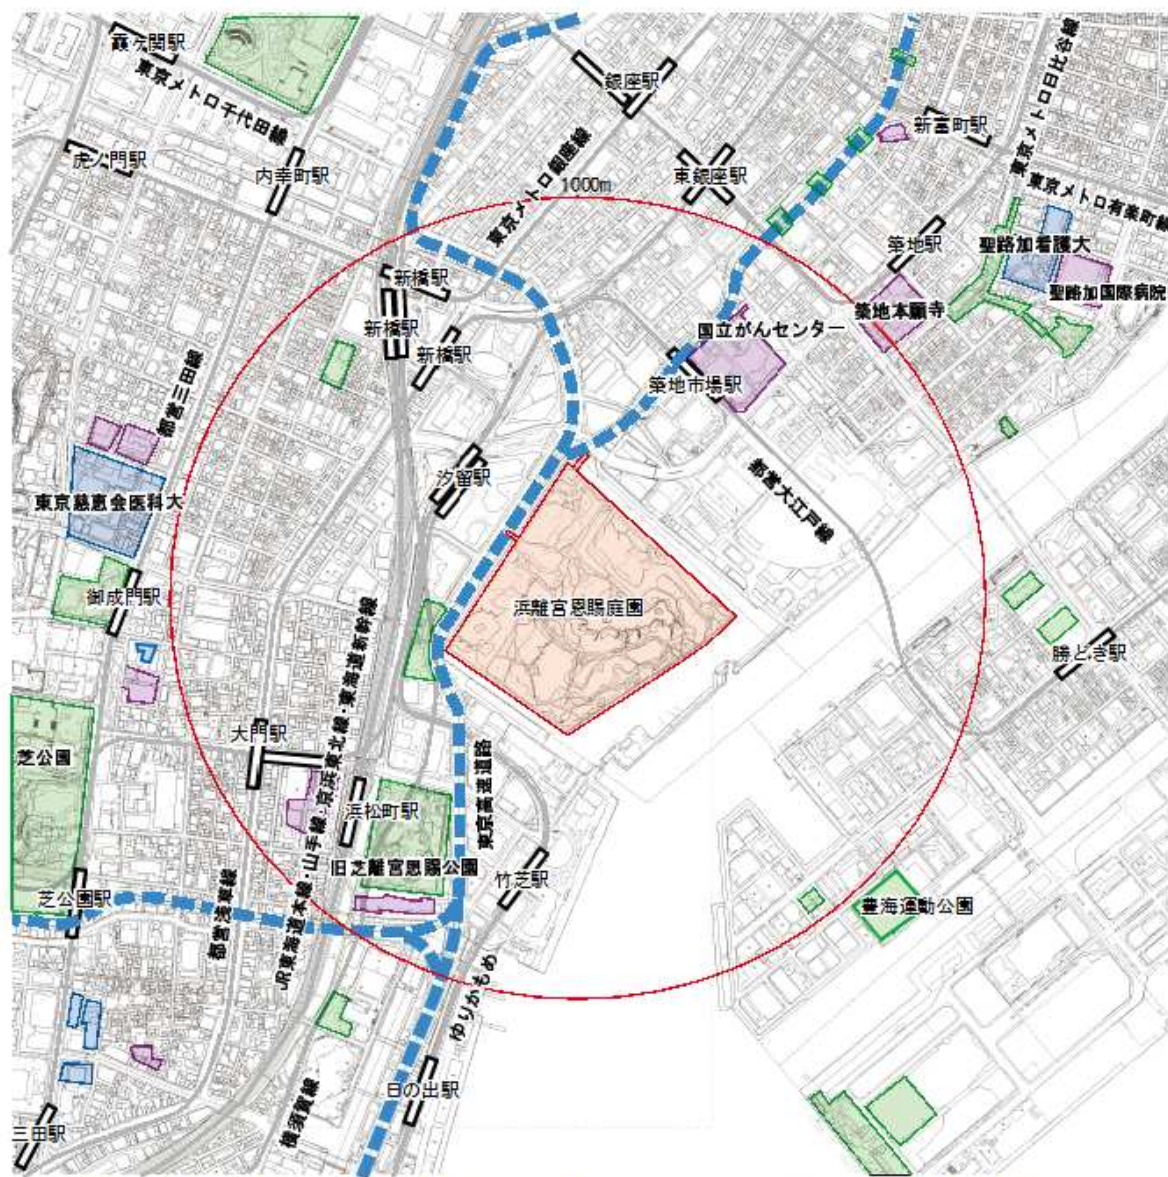 霞ヶ関駅
東京メトロ千代田線
虎ノ門駅
内幸町駅
銀座駅
東京メトロ銀座線
東銀座駅
1000m
新富町駅
東京メトロ日比谷線
東京メトロ有楽町線
築地駅
聖路加看護大
聖路加国際病院
築地本願寺
国立がんセンター
築地市場駅
新橋駅
新橋駅
新橋駅
都営三田線
汐留駅
都営大江戸線
東京慈恵会医科大
御成門駅
浜離宮恩賜庭園
勝どき駅
芝公園
大門駅
JR東海道本線・山手線・京浜東北線・東海道新幹線
浜松町駅
東京高速道路
旧芝離宮恩賜公園
竹芝駅
芝公園駅
都営浅草線
豊海運動公園
ゆりかもめ
日の出駅
横須賀線
三田駅